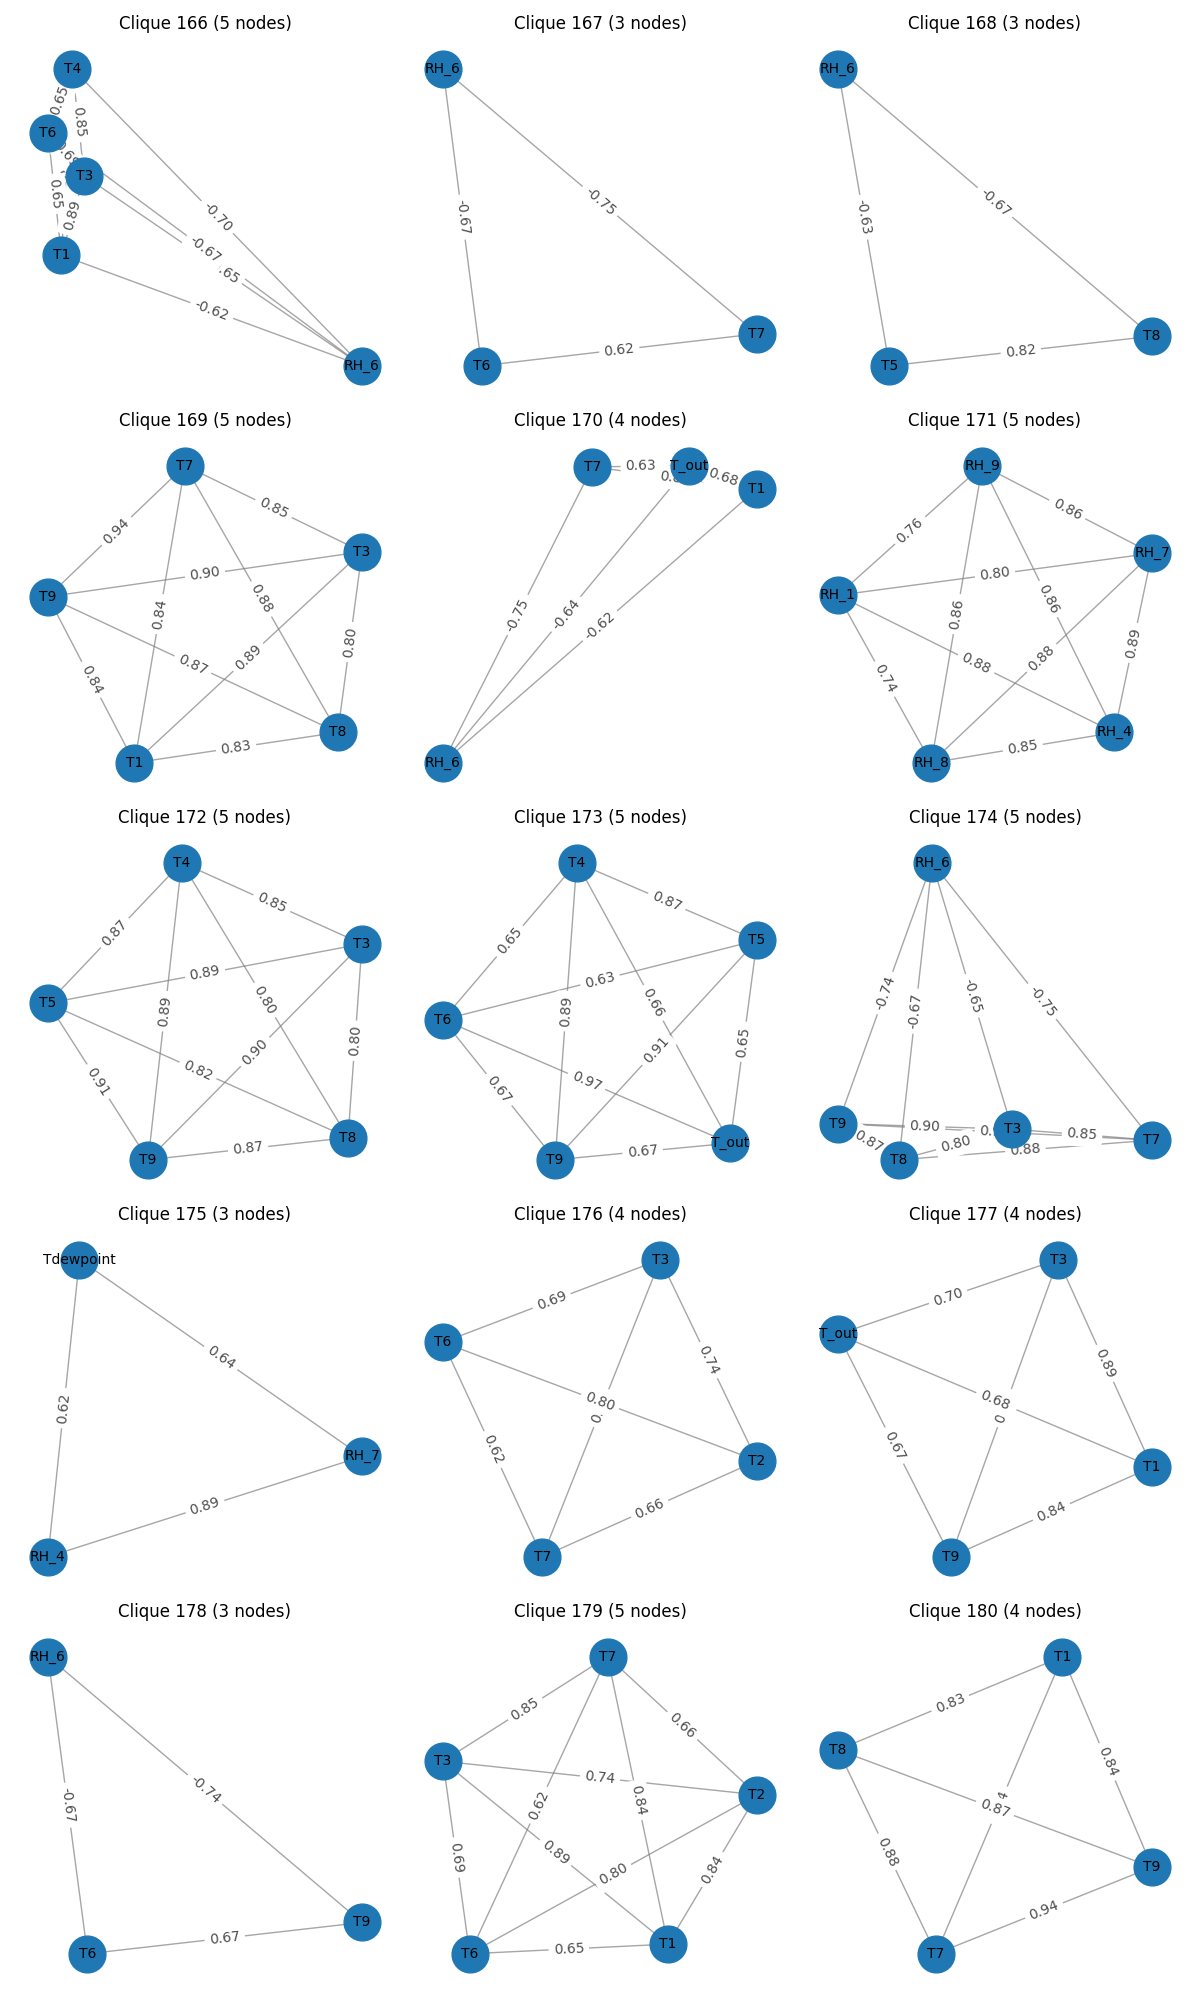 Clique 166 (5 nodes)
T4
0.65
0.85
T6
0.69
T3
0.65
0.89
-0.70
T1
-0.67
.65
-0.62
RH_6
Clique 167 (3 nodes)
RH_6
-0.67
-0.75
T7
0.62
T6
Clique 168 (3 nodes)
RH_6
-0.63
-0.67
T8
0.82
T5
Clique 169 (5 nodes)
T7
0.94
0.85
T3
0.90
T9
0.84
0.88
0.80
0.87
0.89
0.84
T8
0.83
T1
Clique 170 (4 nodes)
T7
0.63
T_out
0.68
T1
-0.75
-0.64
-0.62
RH_6
Clique 171 (5 nodes)
RH_9
0.76
0.86
RH_7
0.80
RH_1
0.86
0.86
0.89
0.88
0.88
0.74
RH_4
0.85
RH_8
Clique 172 (5 nodes)
T4
0.87
0.85
T3
0.89
T5
0.89
0.80
0.80
0.90
0.82
0.91
T8
0.87
T9
Clique 173 (5 nodes)
T4
0.65
0.87
T5
0.63
T6
0.89
0.66
0.65
0.91
0.97
0.67
T_out
0.67
T9
Clique 174 (5 nodes)
RH_6
-0.74
-0.67
-0.65
-0.75
T9
0.90
T3
0.85
T7
0.87
0.80
0.88
T8
Clique 175 (3 nodes)
Tdewpoint
0.64
0.62
RH_7
0.89
RH_4
Clique 176 (4 nodes)
T3
0.69
T6
0.74
0.80
0.
0.62
T2
0.66
T7
Clique 177 (4 nodes)
T3
0.70
T_out
0.89
0.68
0
0.67
T1
0.84
T9
Clique 178 (3 nodes)
RH_6
-0.67
-0.74
T9
0.67
T6
Clique 179 (5 nodes)
T7
0.85
0.66
T3
0.74
T2
0.62
0.84
0.69
0.89
0.80
0.84
T1
0.65
T6
Clique 180 (4 nodes)
T1
0.83
T8
0.84
4
0.87
0.88
T9
0.94
T7